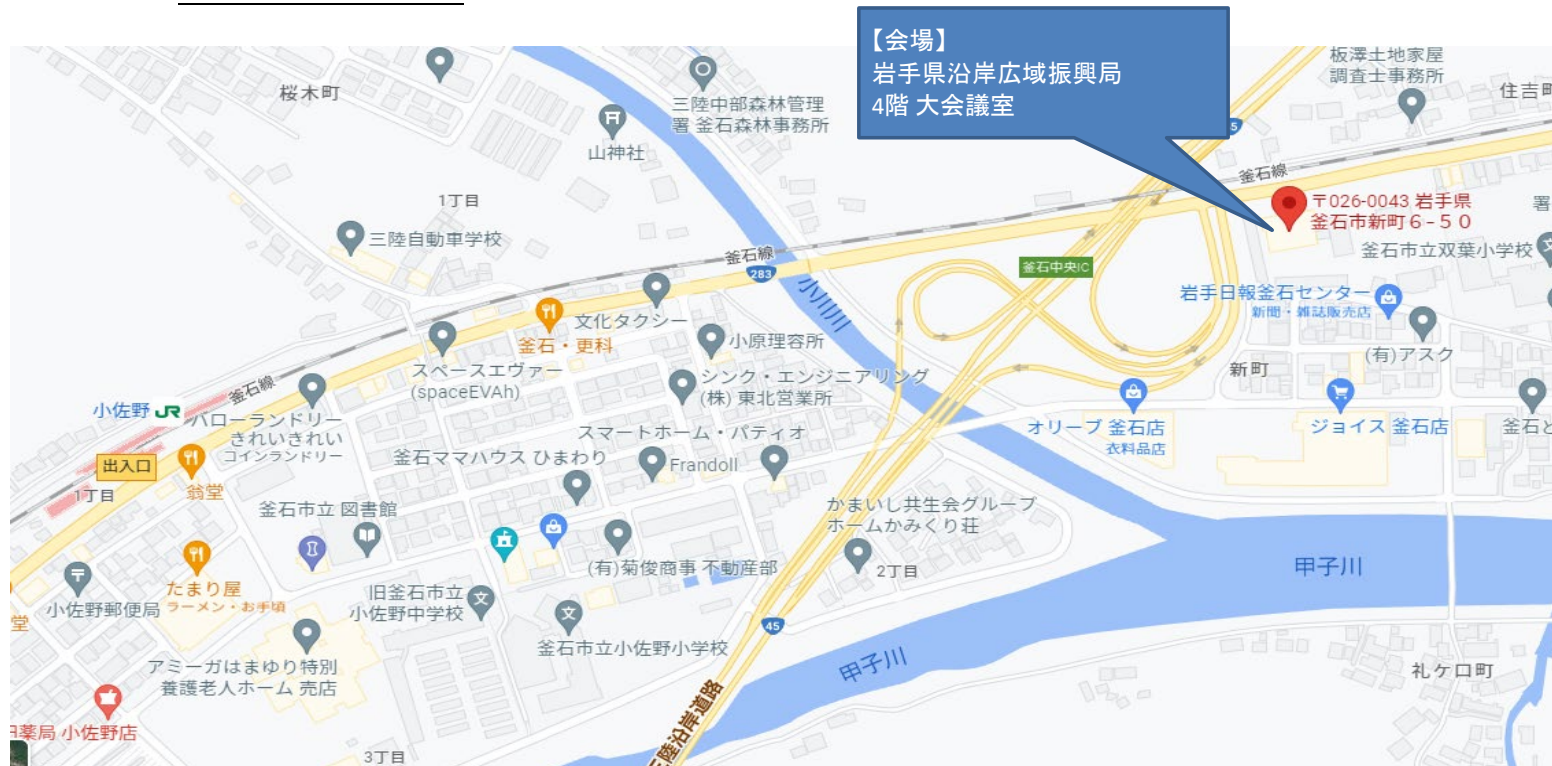 【会場】
岩手県沿岸広域振興局
4階 大会議室
板澤土地家屋
調査士事務所
住吉町
桜木町
三陸中部森林管理
署 釜石森林事務所
山神社
5
釜石線
〒026-0043 岩手県
釜石市新町６−５０
署
釜石市立双葉小学校
1丁目
三陸自動車学校
釜石線
283
小川川
釜石中央IC
岩手日報釜石センター
新聞・雑誌販売店
文化タクシー
釜石・更科
小原理容所
(有)アスク
スペースエヴァー
(spaceEVAh)
シンク・エンジニアリング
(株) 東北営業所
新町
釜石線
小佐野 JR
バローランドリー
きれいきれい
コインランドリー
オリーブ 釜石店
衣料品店
ジョイス 釜石店
釜石と
スマートホーム・パティオ
釜石ママハウス ひまわり
Frandoll
出入口
1丁目
翁堂
釜石市立 図書館
かまいし共生会グループ
ホームかみくり荘
(有)菊俊商事 不動産部
2丁目
甲子川
たまり屋
ラーメン・お手頃
小佐野郵便局
堂
旧釜石市立
小佐野中学校
45
釜石市立小佐野小学校
アミーガはまゆり特別
養護老人ホーム 売店
甲子川
礼ケ口町
薬局 小佐野店
三陸沿岸道路
3丁目